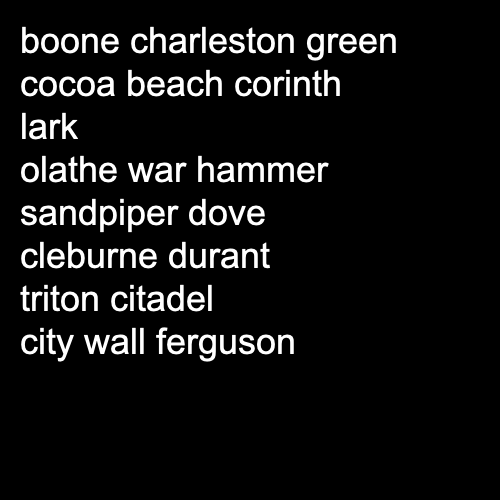 boone charleston green
cocoa beach corinth
lark
olathe war hammer
sandpiper dove
cleburne durant
triton citadel
city wall ferguson